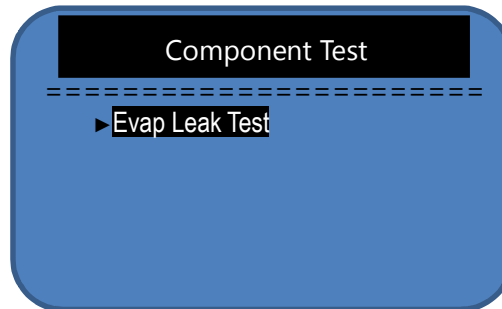 Component Test
=======================
►Evap Leak Test